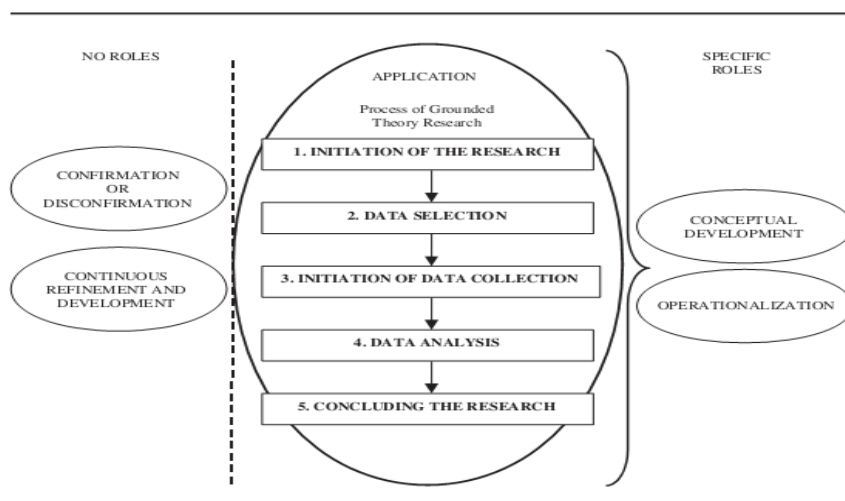 NO ROLES
SPECIFIC
ROLES
APPLICATION
Process of Grounded
Theory Research
1. INITIATION OF THE RESEARCH
CONFIRMATION
OR
DISCONFIRMATION
2. DATA SELECTION
CONCEPTUAL
DEVELOPMENT
CONTINUOUS
REFINEMENT AND
DEVELOPMENT
3. INITIATION OF DATA COLLECTION
OPERATIONALIZATION
4. DATA ANALYSIS
5. CONCLUDING THE RESEARCH